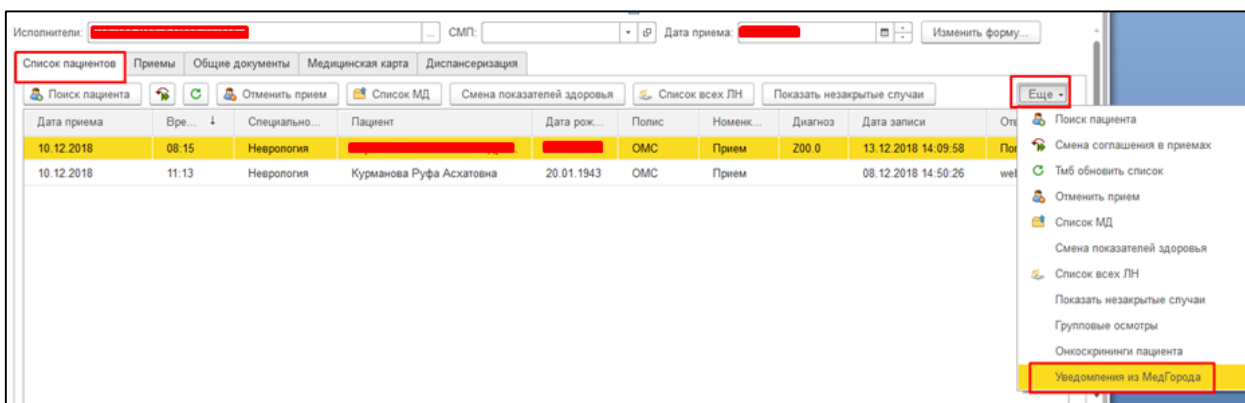 Исполнители: ... СМП: Дата приема: Изменить форму...
Список пациентов Приемы Общие документы Медицинская карта Диспансеризация
Поиск пациента Отменить прием Список МД Смена показателей здоровья Список всех ЛН Показать незакрытые случаи Еще
Дата приема Вре... ↓ Специально... Пациент Дата рож... Полис Номенк... Диагноз Дата записи
10.12.2018 08:15 Неврология ОМС Прием Z00.0 13.12.2018 14:09:58
10.12.2018 11:13 Неврология Курманова Руфа Асхатовна 20.01.1943 ОМС Прием 08.12.2018 14:50:26
Поиск пациента
Смена соглашения в приемах
Тмб обновить список
Отменить прием
Список МД
Смена показателей здоровья
Список всех ЛН
Показать незакрытые случаи
Групповые осмотры
Онкоскрининги пациента
Уведомления из МедГорода